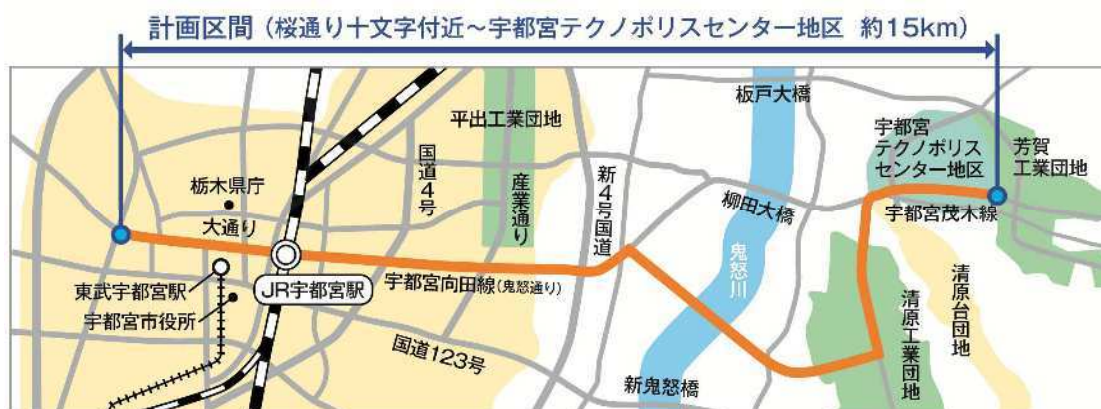 計画区間（桜通り十文字付近～宇都宮テクノポリスセンター地区 約15km）
板戸大橋
平出工業団地
宇都宮
テクノポリス
センター地区
芳賀
工業団地
国道4号
産業通り
新4号国道
栃木県庁
大通り
柳田大橋
宇都宮茂木線
鬼怒川
東武宇都宮駅
JR宇都宮駅
宇都宮向田線（鬼怒通り）
宇都宮市役所
清原台団地
清原工業団地
国道123号
新鬼怒橋